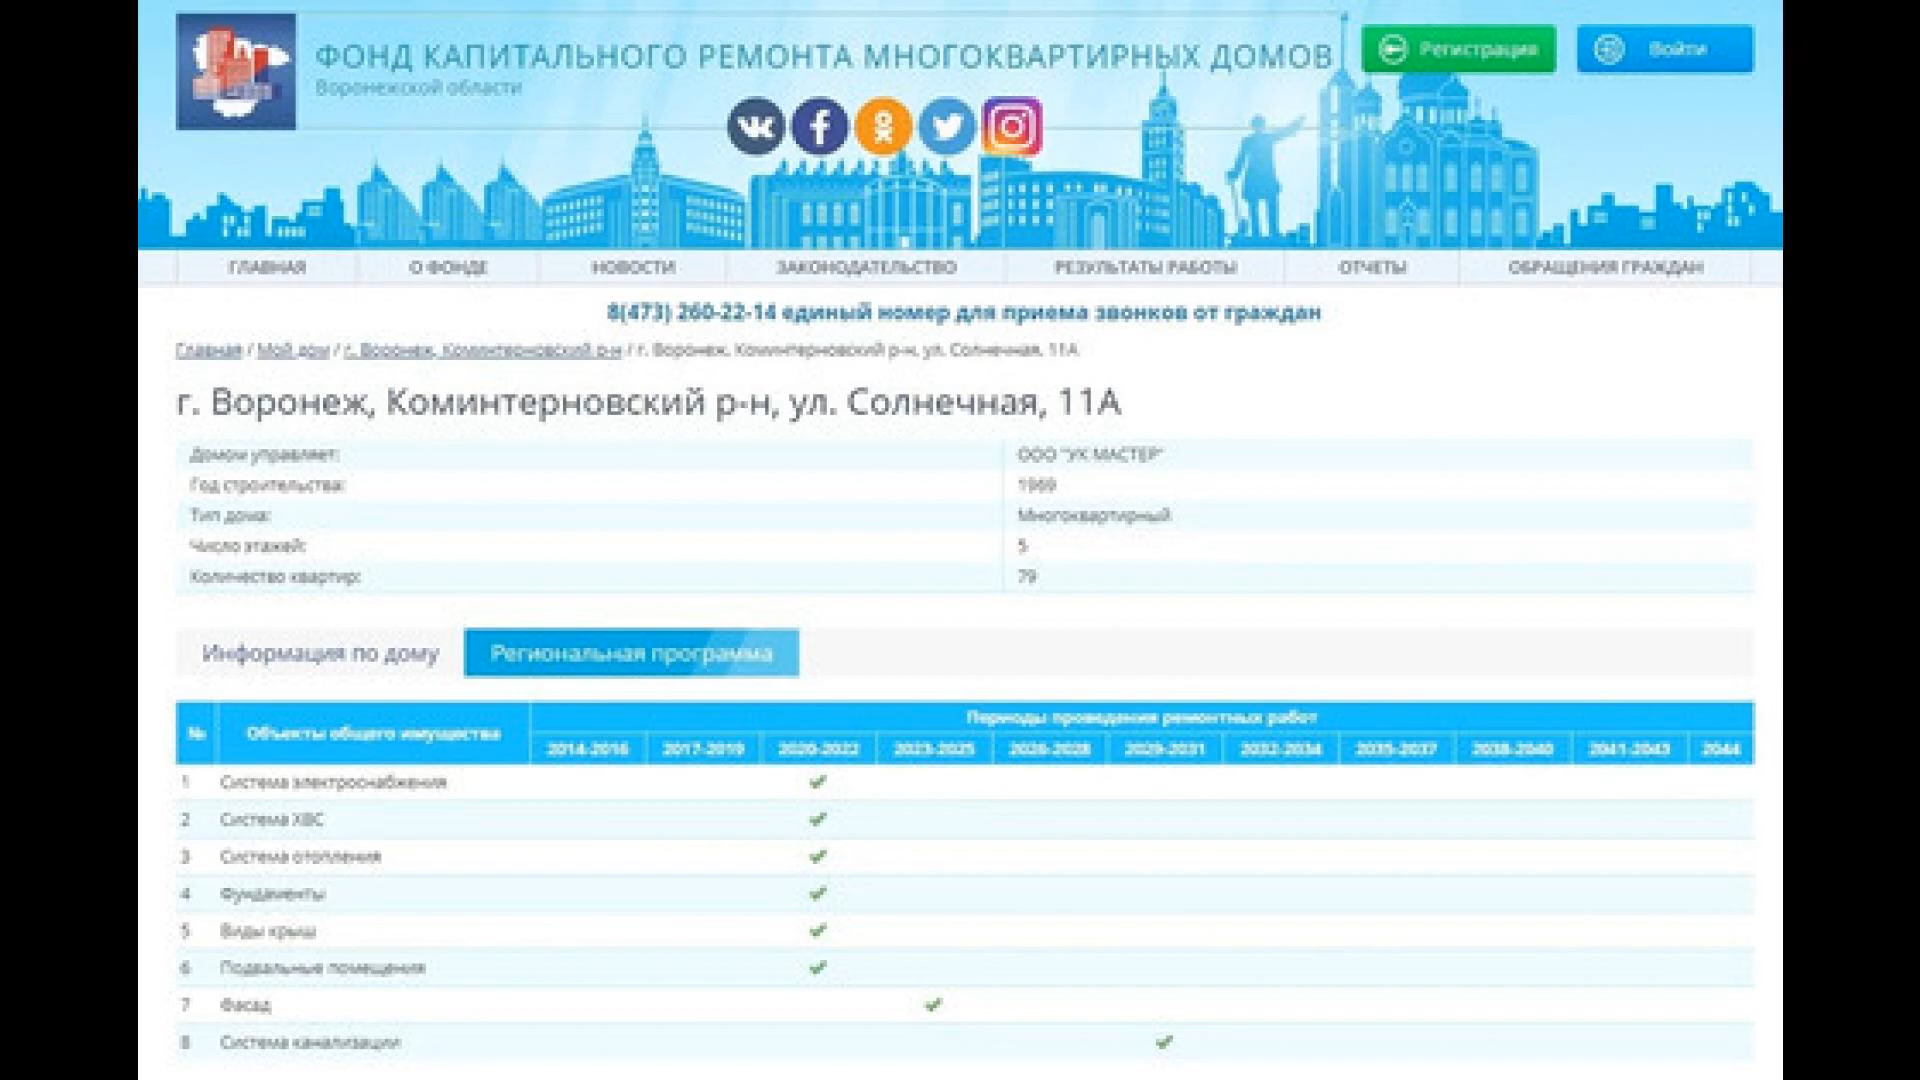 ФОНД КАПИТАЛЬНОГО РЕМОНТА МНОГОКВАРТИРНЫХ ДОМОВ
Воронежской области
Регистрация
Войти
ГЛАВНАЯ О ФОНДЕ НОВОСТИ ЗАКОНОДАТЕЛЬСТВО РЕЗУЛЬТАТЫ РАБОТЫ ОТЧЕТЫ ОБРАЩЕНИЯ ГРАЖДАН
8(473) 260-22-14 единый номер для приема звонков от граждан
Главная / Мой дом / г. Воронеж, Коминтерновский р-н / г. Воронеж, Коминтерновский р-н, ул. Солнечная, 11А
г. Воронеж, Коминтерновский р-н, ул. Солнечная, 11А
Домом управляет: ООО "УК МАСТЕР"
Год строительства: 1969
Тип дома: Многоквартирный
Число этажей: 5
Количество квартир: 79
Информация по дому Региональная программа
№ Объекты общего имущества Периоды проведения ремонтных работ
2014-2016 2017-2019 2020-2022 2023-2025 2026-2028 2029-2031 2032-2034 2035-2037 2038-2040 2041-2043 2044
1 Система электроснабжения
2 Система ХВС
3 Система отопления
4 Фундаменты
5 Виды крыш
6 Подвальные помещения
7 Фасад
8 Система канализации